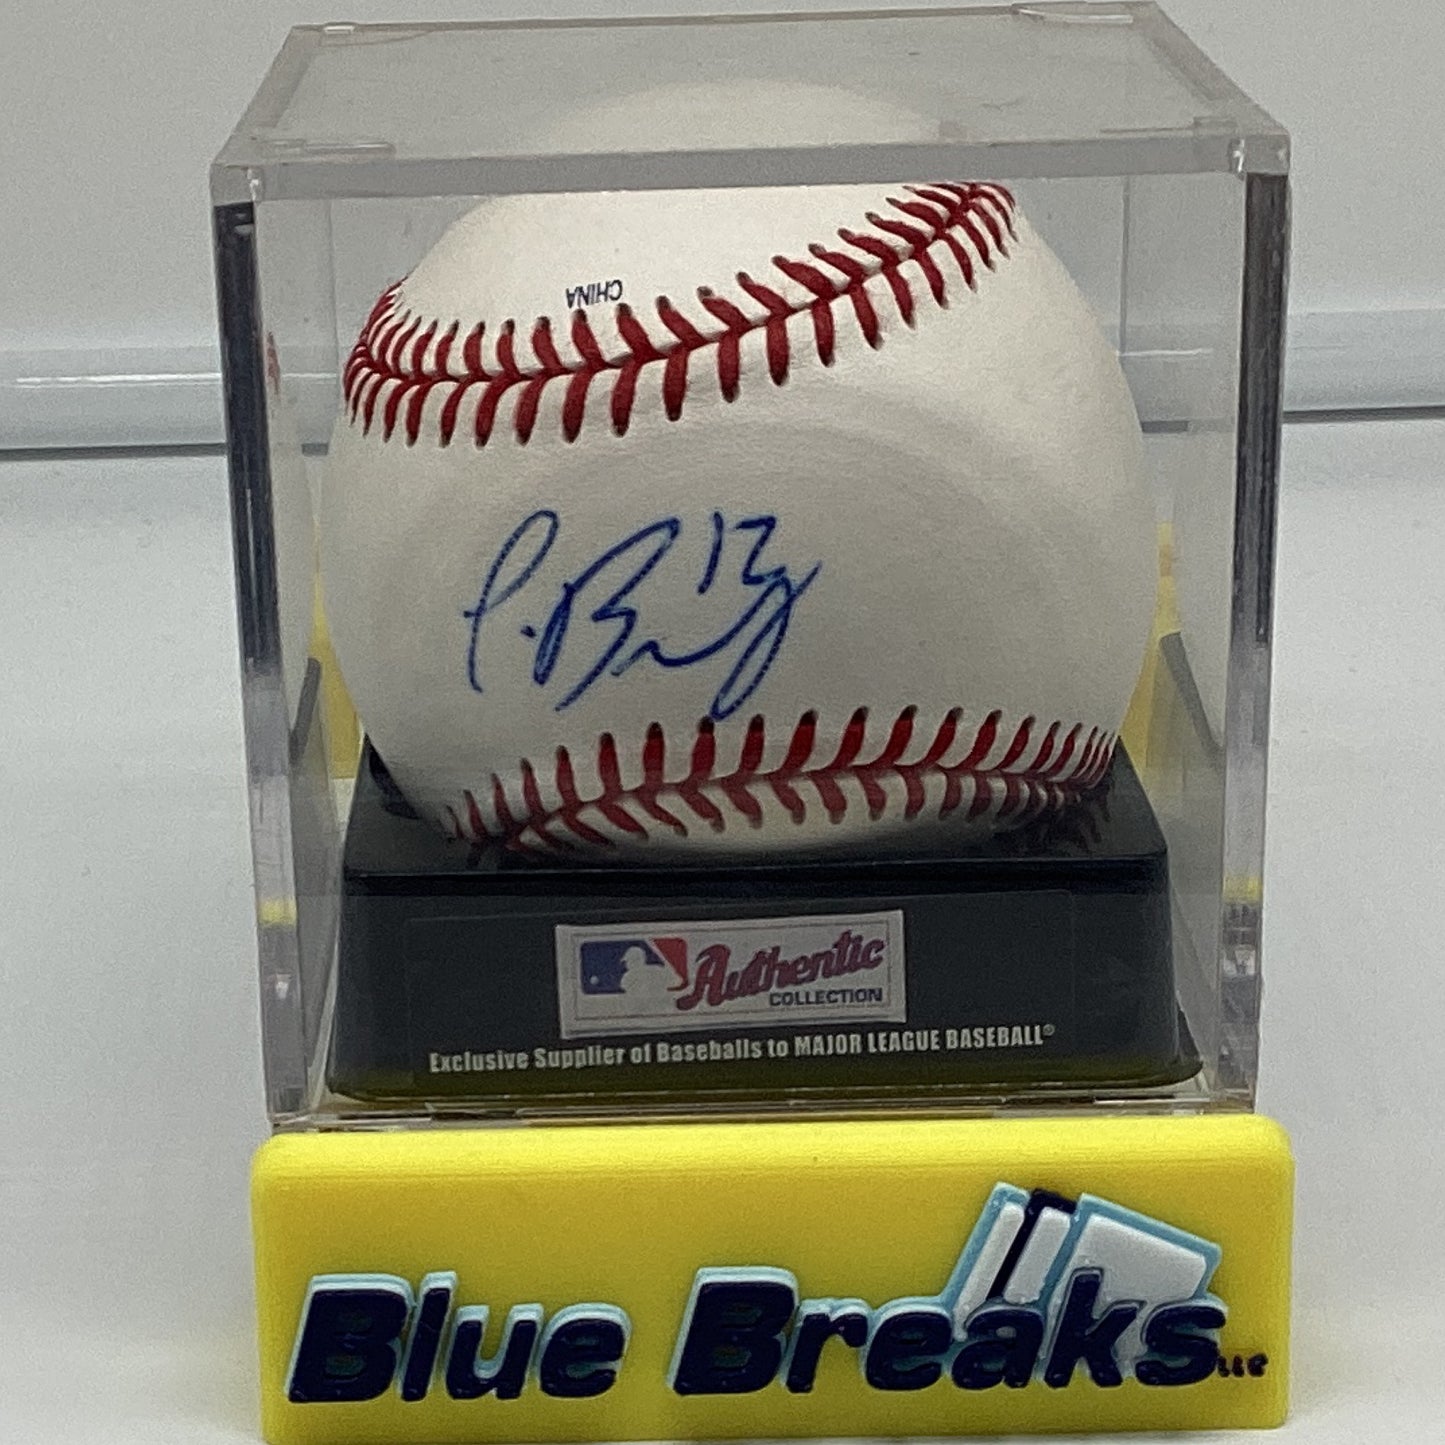 CHINA
Authentic
COLLECTION
Exclusive Supplier of Baseballs to MAJOR LEAGUE BASEBALL®
Blue Breaks LLC